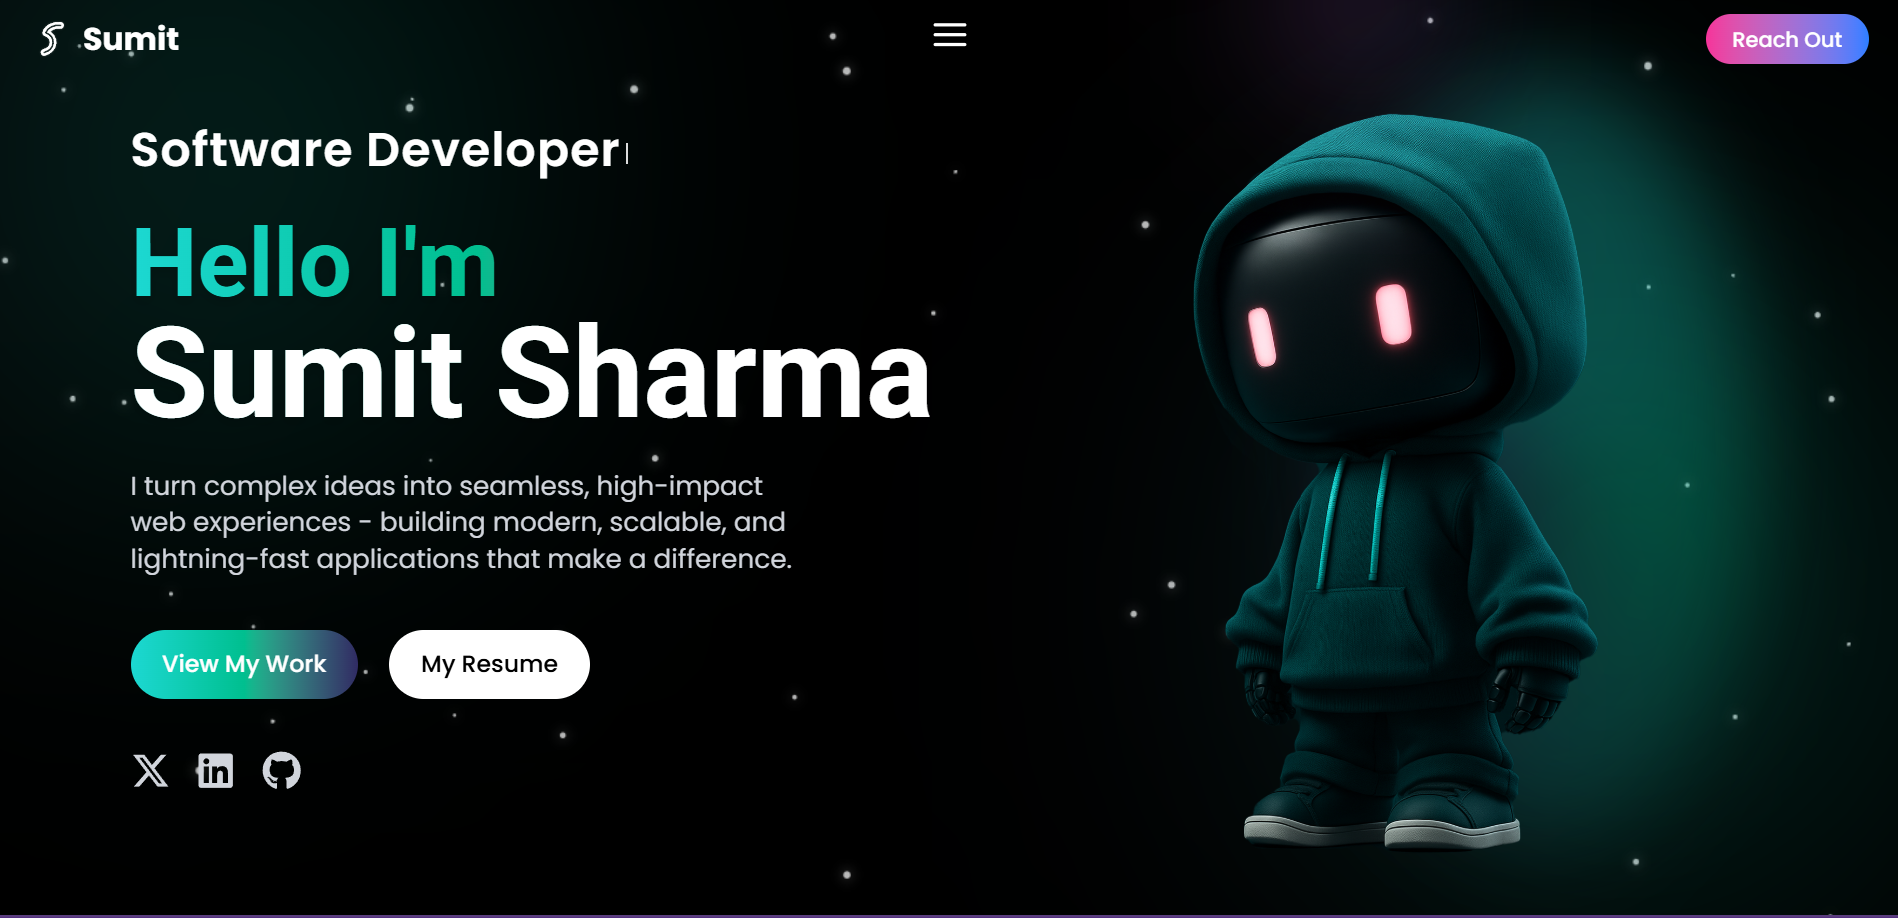 Sumit
Reach Out
Software Developer
Hello I'm
Sumit Sharma
I turn complex ideas into seamless, high-impact
web experiences - building modern, scalable, and
lightning-fast applications that make a difference.
View My Work
My Resume